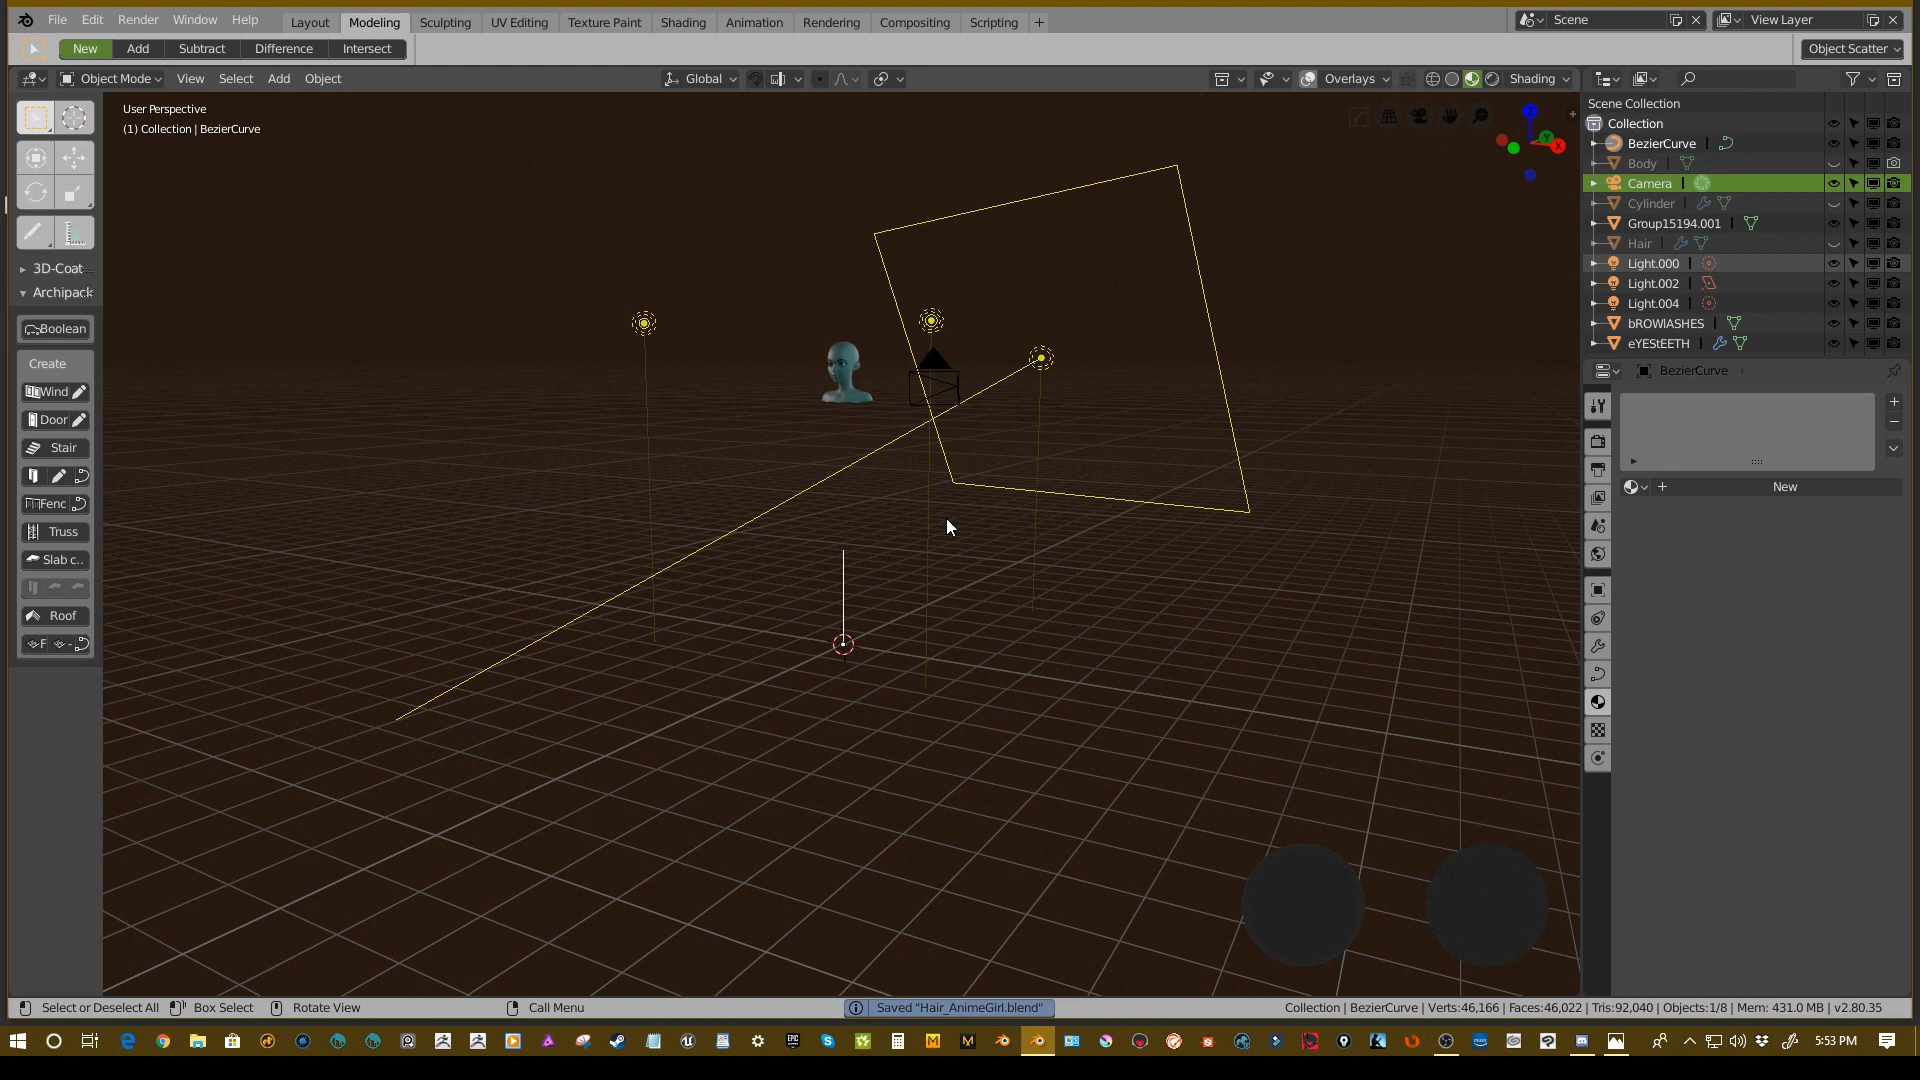 File Edit Render Window Help
Layout Modeling Sculpting UV Editing Texture Paint Shading Animation Rendering Compositing Scripting +
Scene
View Layer
New Add Subtract Difference Intersect
Object Scatter
Object Mode View Select Add Object
Global
Overlays
Shading
User Perspective
(1) Collection | BezierCurve
Z
Y
X
3D-Coat
Archipack
Boolean
Create
Wind
Door
Stair
Fenc
Truss
Slab c..
Roof
F
Scene Collection
Collection
BezierCurve
Body
Camera
Cylinder
Group15194.001
Hair
Light.000
Light.002
Light.004
bROWlASHES
eYEStEETH
BezierCurve
New
Select or Deselect All
Box Select
Rotate View
Call Menu
Saved "Hair_AnimeGirl.blend"
Collection | BezierCurve | Verts:46,166 | Faces:46,022 | Tris:92,040 | Objects:1/8 | Mem: 431.0 MB | v2.80.35
5:53 PM